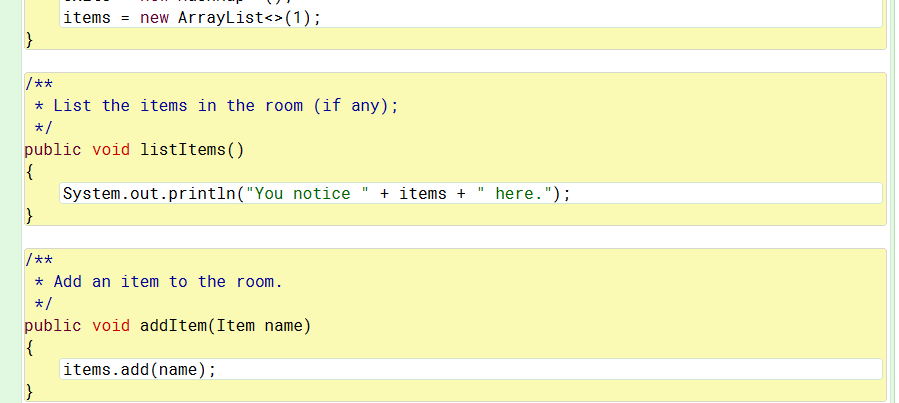 items = new ArrayList<>(1);
}
/**
 * List the items in the room (if any);
 */
public void listItems()
{
    System.out.println("You notice " + items + " here.");
}
/**
 * Add an item to the room.
 */
public void addItem(Item name)
{
    items.add(name);
}